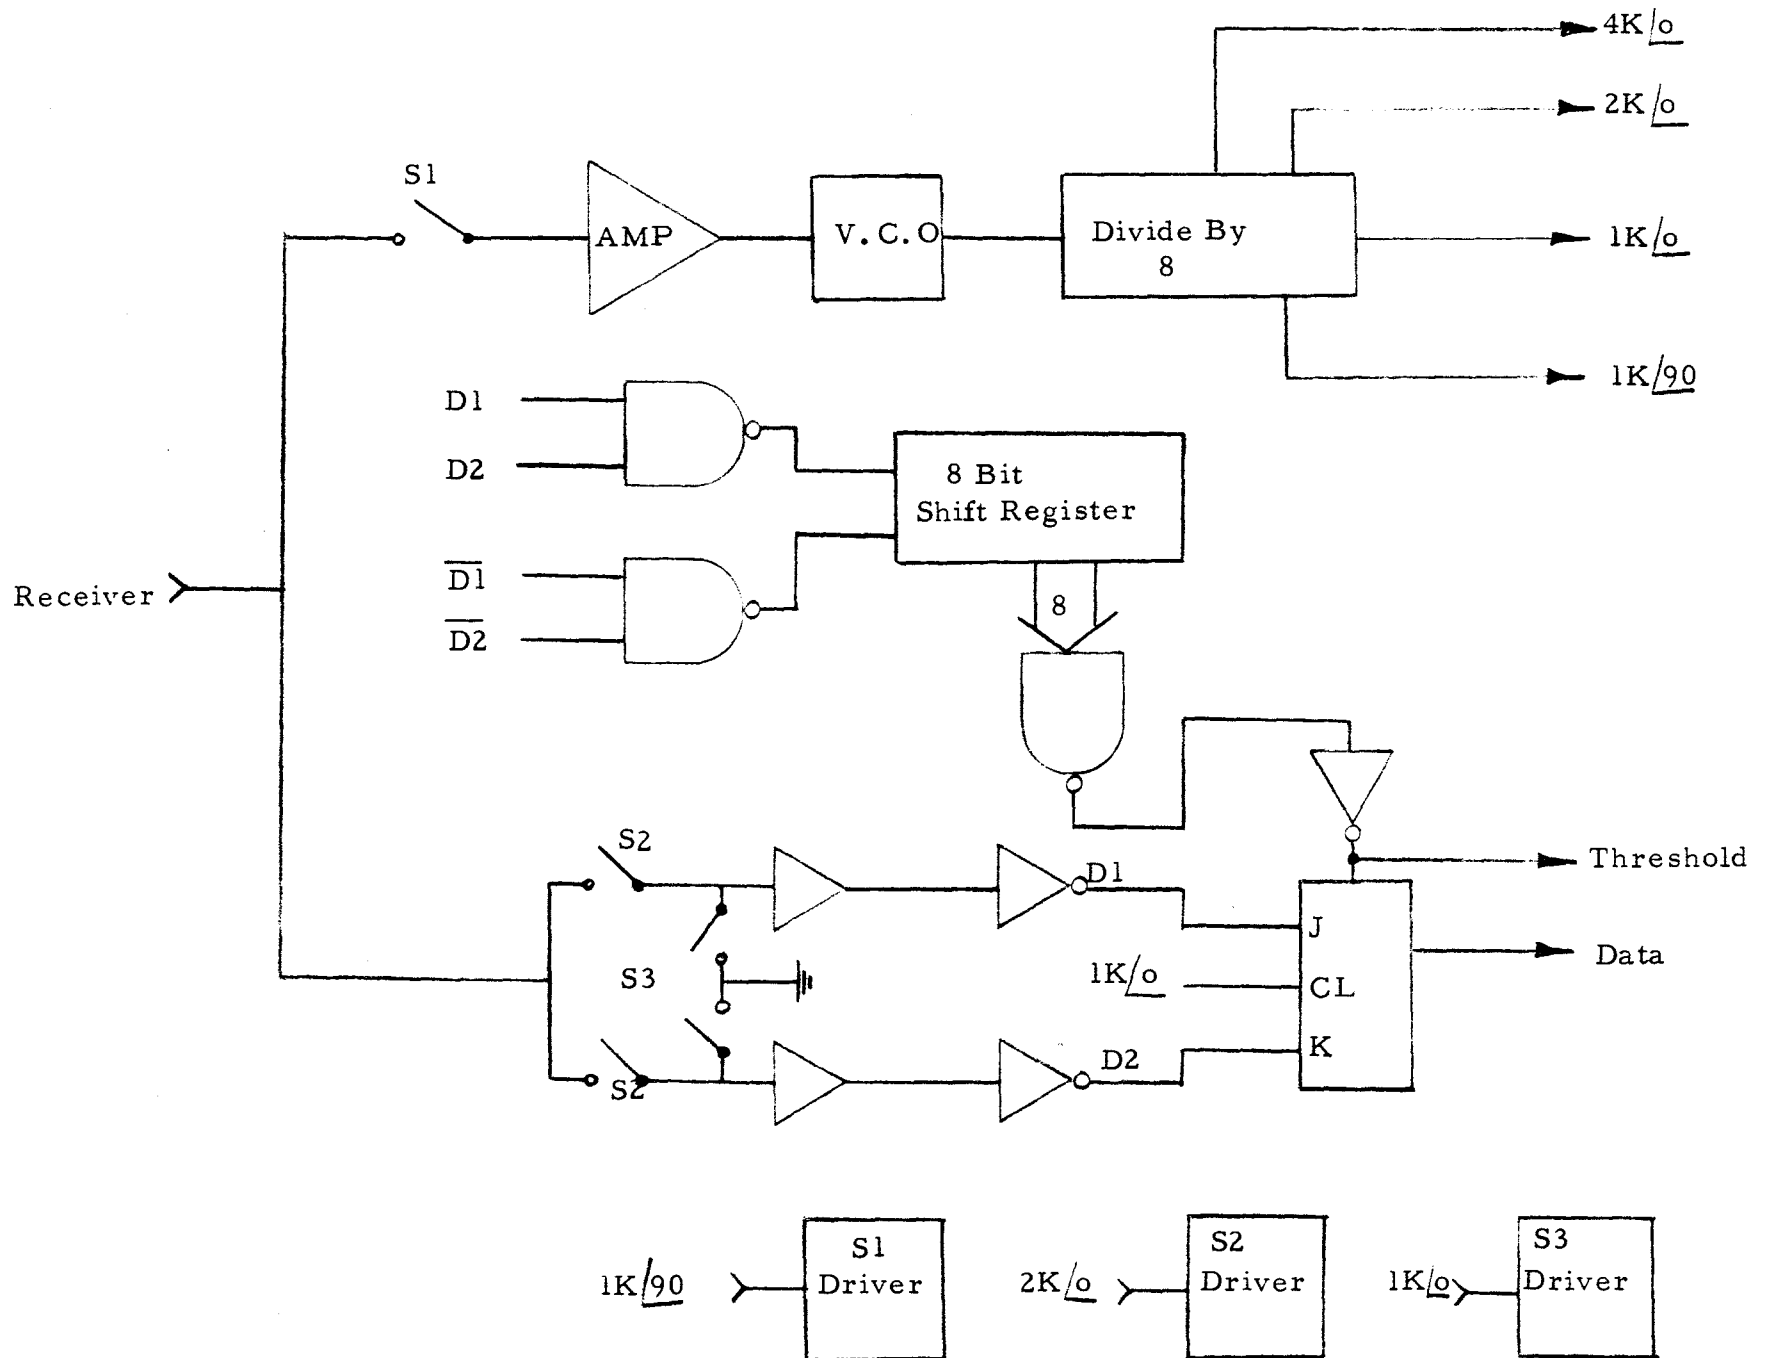 4K/o
2K/o
S1
AMP
V.C.O
Divide By
8
1K/o
1K/90
D1
D2
8 Bit
Shift Register
D1
D2
Receiver
8
S2
D1
Threshold
J
Data
S3
1K/o
CL
D2
K
S2
1K/90
S1
Driver
2K/o
S2
Driver
1K/o
S3
Driver